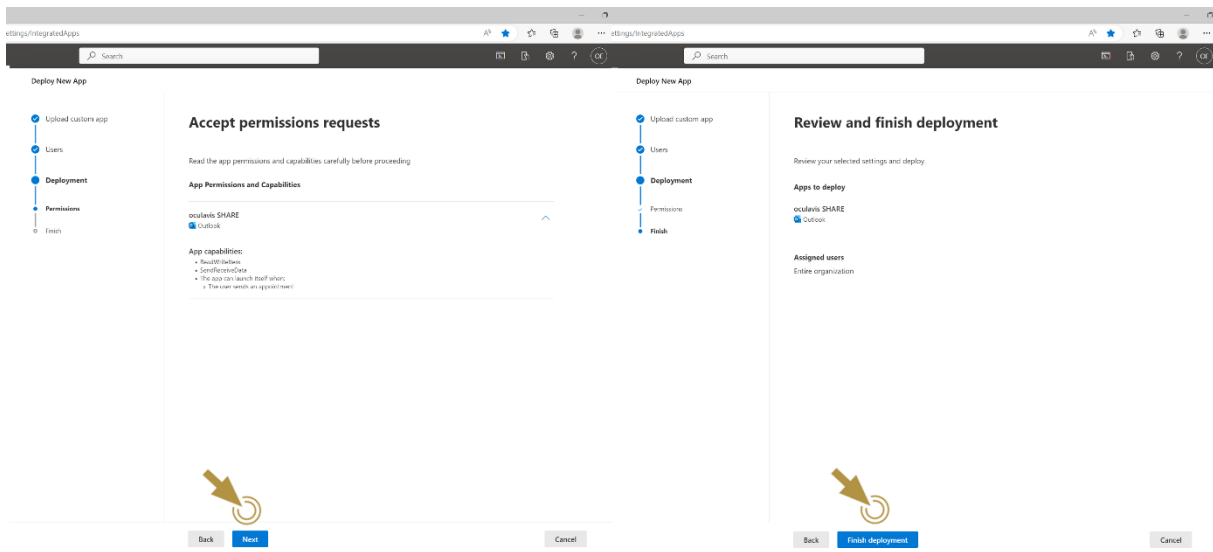 ettings/IntegratedApps
Search
Deploy New App
Upload custom app
Users
Deployment
Permissions
Finish
Accept permissions requests
Read the app permissions and capabilities carefully before proceeding
App Permissions and Capabilities
oculavis SHARE
Outlook
App capabilities:
ReadWriteItem
SendReceiveData
The app can launch itself when:
The user sends an appointment
Back
Next
Cancel
ttings/IntegratedApps
Search
Deploy New App
Upload custom app
Users
Deployment
Permissions
Finish
Review and finish deployment
Review your selected settings and deploy.
Apps to deploy
oculavis SHARE
Outlook
Assigned users
Entire organization
Back
Finish deployment
Cancel